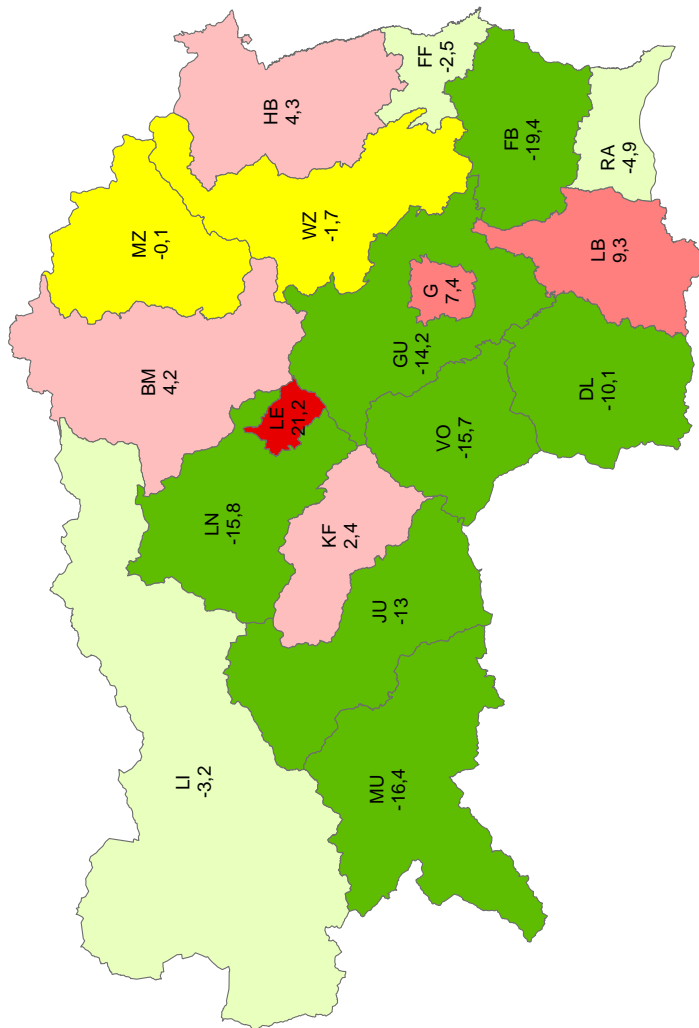 MZ
-0,1
BM
4,2
LI
-3,2
LN
-15,8
HB
4,3
LE
21,2
WZ
-1,7
KF
2,4
MU
-16,4
JU
-13
GU
-14,2
FF
-2,5
G
7,4
VO
-15,7
FB
-19,4
DL
-10,1
LB
9,3
RA
-4,9